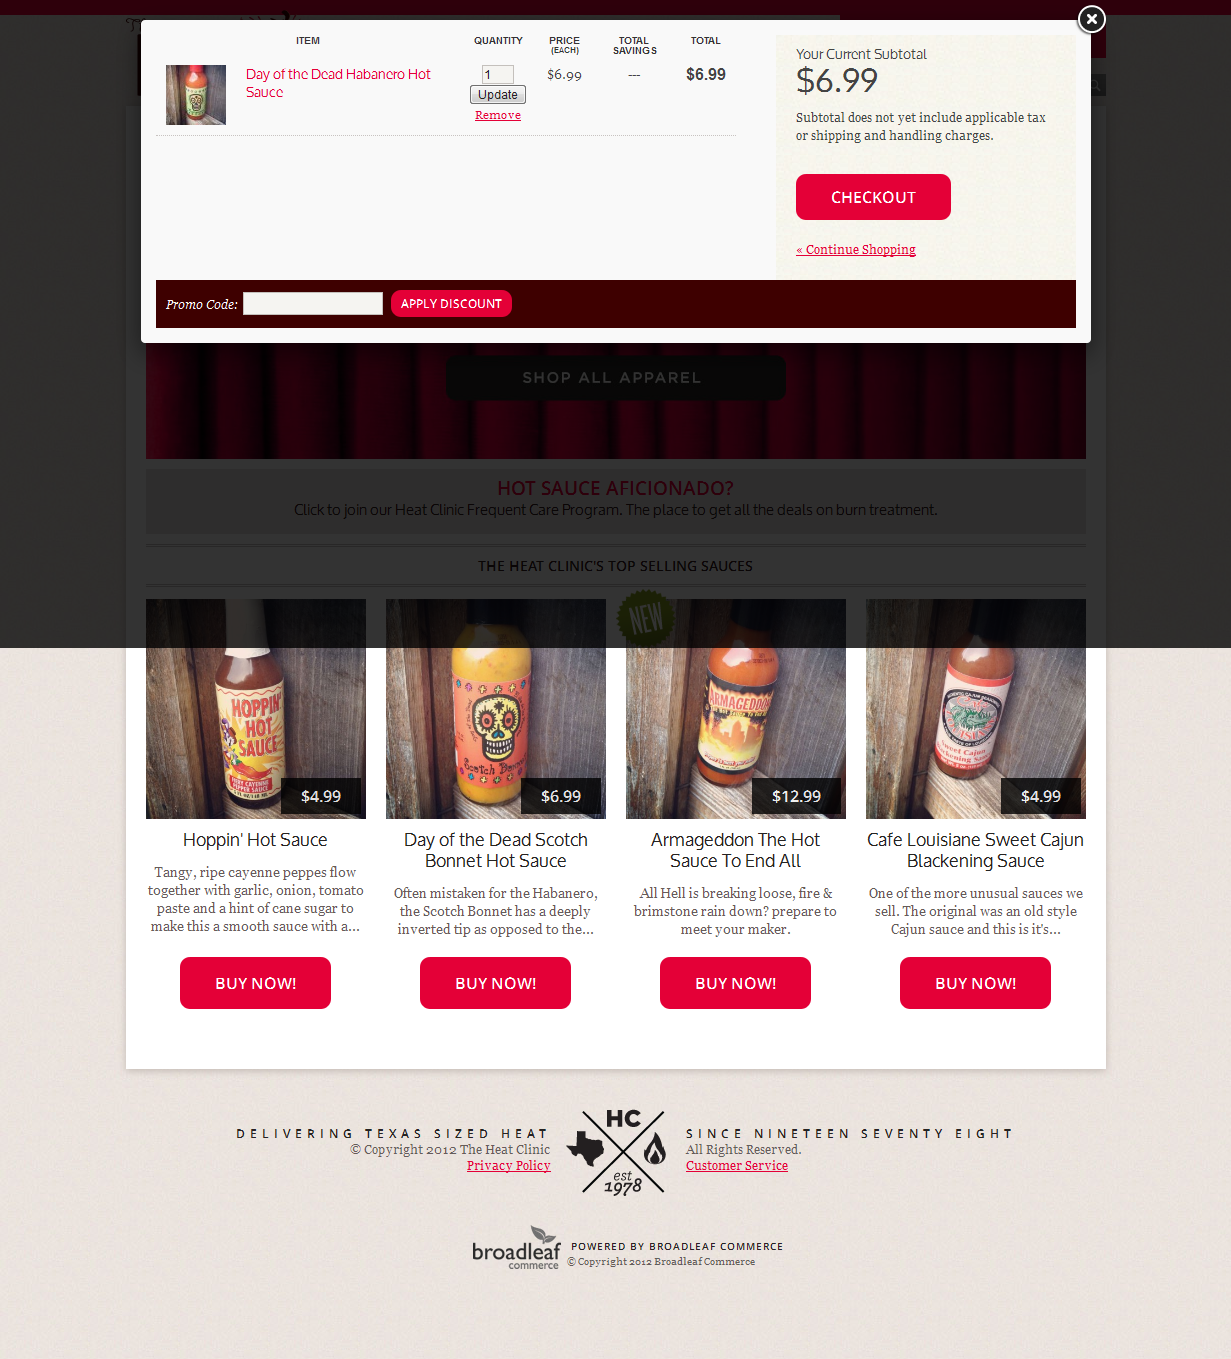 ITEM QUANTITY PRICE (EACH) TOTAL SAVINGS TOTAL
Day of the Dead Habanero Hot Sauce
1
$6.99
---
$6.99
Update
Remove
Your Current Subtotal
$6.99
Subtotal does not yet include applicable tax
or shipping and handling charges.
CHECKOUT
« Continue Shopping
Promo Code:
APPLY DISCOUNT
SHOP ALL APPAREL
HOT SAUCE AFICIONADO?
Click to join our Heat Clinic Frequent Care Program. The place to get all the deals on burn treatment.
THE HEAT CLINIC'S TOP SELLING SAUCES
NEW
HOPPIN'
HOT
SAUCE
$4.99
Scotch Bonnet
$6.99
ARMAGEDDON
$12.99
Sweet Cajun
Blackening Sauce
$4.99
Hoppin' Hot Sauce
Tangy, ripe cayenne peppes flow
together with garlic, onion, tomato
paste and a hint of cane sugar to
make this a smooth sauce with a...
BUY NOW!
Day of the Dead Scotch
Bonnet Hot Sauce
Often mistaken for the Habanero,
the Scotch Bonnet has a deeply
inverted tip as opposed to the...
BUY NOW!
Armageddon The Hot
Sauce To End All
All Hell is breaking loose, fire &
brimstone rain down? prepare to
meet your maker.
BUY NOW!
Cafe Louisiane Sweet Cajun
Blackening Sauce
One of the more unusual sauces we
sell. The original was an old style
Cajun sauce and this is it's...
BUY NOW!
DELIVERING TEXAS SIZED HEAT
© Copyright 2012 The Heat Clinic
Privacy Policy
HC
est
1978
SINCE NINETEEN SEVENTY EIGHT
All Rights Reserved.
Customer Service
broadleaf
commerce
POWERED BY BROADLEAF COMMERCE
© Copyright 2012 Broadleaf Commerce